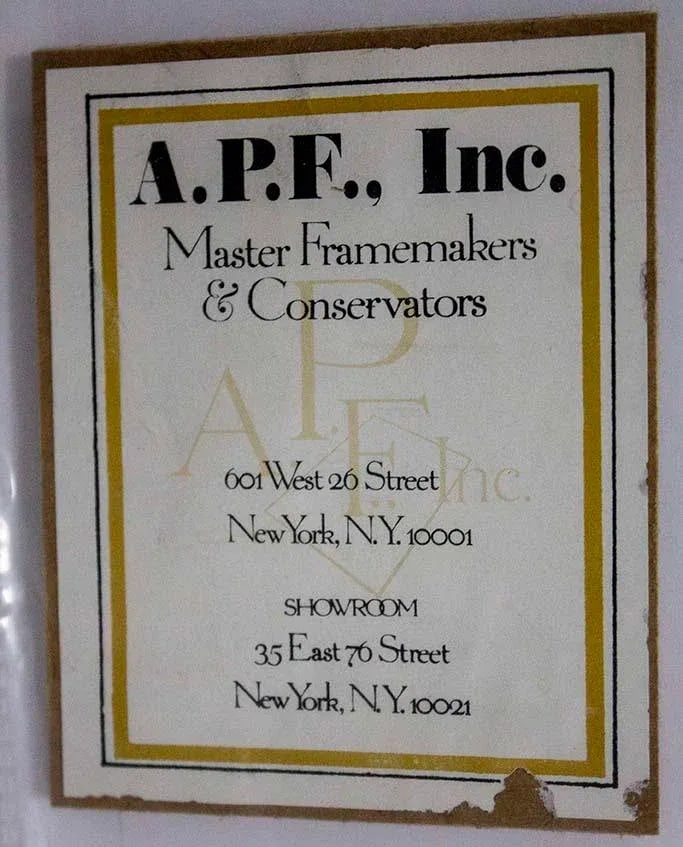 A.P.F., Inc.
Master Framemakers
& Conservators
A.P.F. Inc.
601 West 26 Street
New York, N.Y. 10001
SHOWROOM
35 East 76 Street
New York, N.Y. 10021